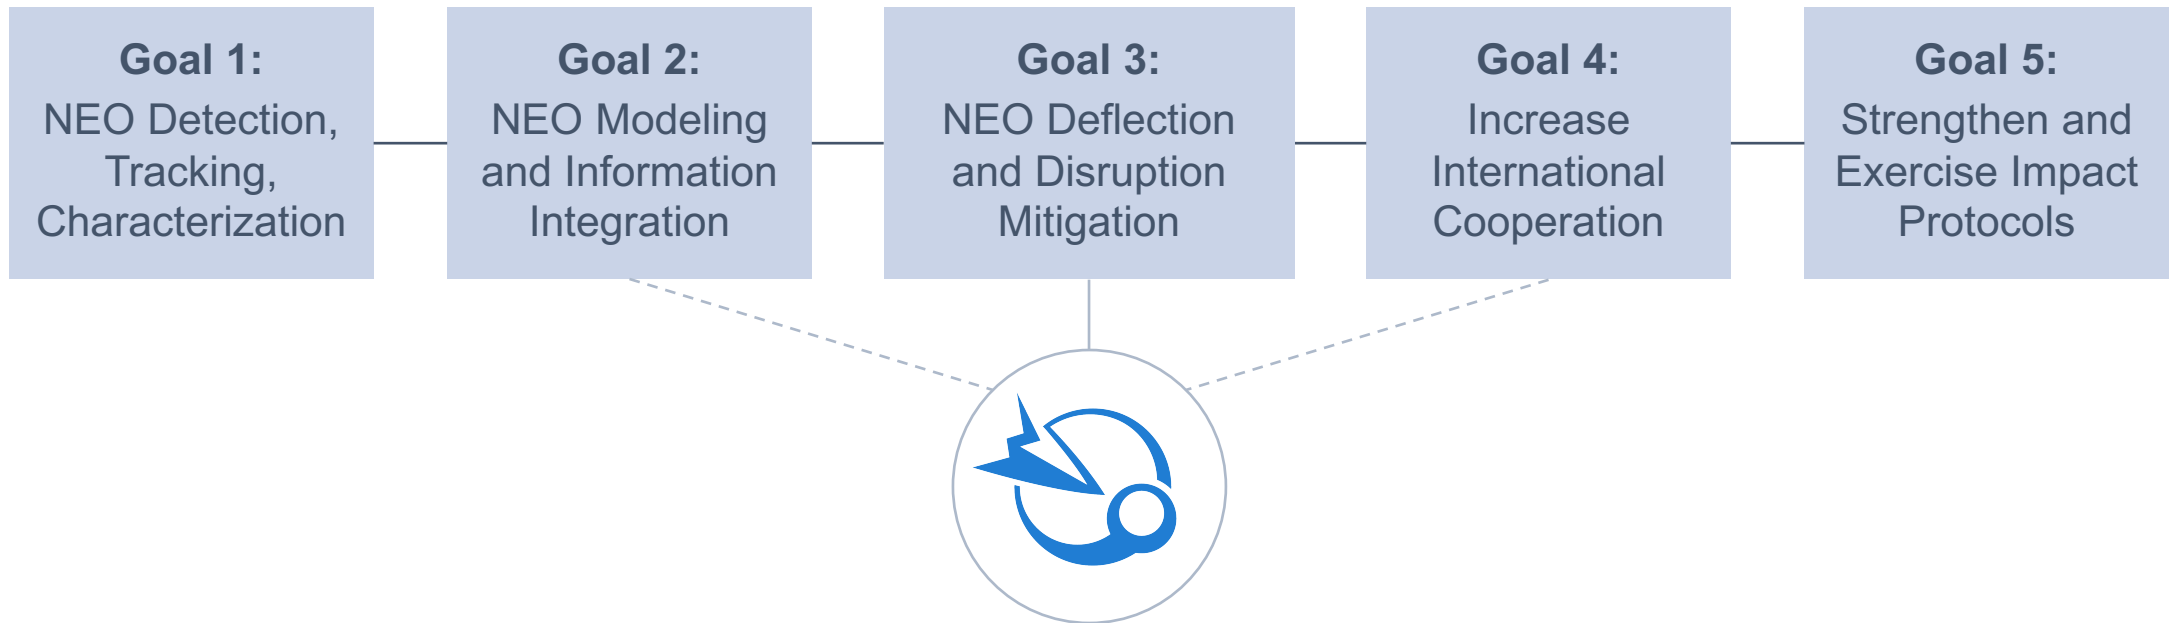 Goal 1:
NEO Detection,
Tracking,
Characterization
Goal 2:
NEO Modeling
and Information
Integration
Goal 3:
NEO Deflection
and Disruption
Mitigation
Goal 4:
Increase
International
Cooperation
Goal 5:
Strengthen and
Exercise Impact
Protocols